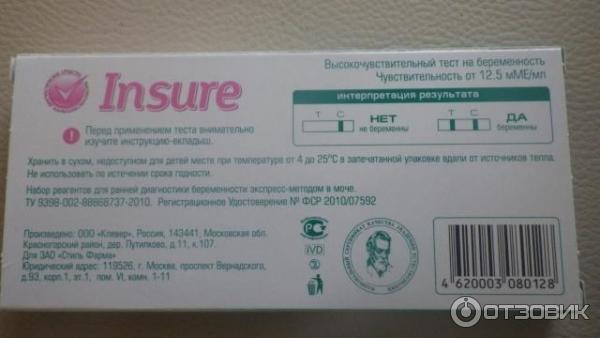 Insure
Высокочувствительный тест на беременность
Чувствительность от 12.5 мМЕ/мл
интерпретация результата
T C НЕТ T C ДА
не беременны беременны
! Перед применением теста внимательно
изучите инструкцию-вкладыш.
Хранить в сухом, недоступном для детей месте при температуре от 4 до 25°C в запечатанной упаковке вдали от источников тепла.
Не использовать по истечении срока годности.
Набор реагентов для ранней диагностики беременности экспресс-методом в моче.
ТУ 9398-002-98868737-2010. Регистрационное Удостоверение № ФСР 2010/07592
Произведено: ООО «Клевер», Россия, 143441, Московская обл.
Красногорский район, дер. Путилково, д.11, к.107.
Для ЗАО «Стиль Фарма»
Юридический адрес: 119526, г. Москва, проспект Вернадского,
д.93, корп.1, эт.1, пом. VI, комн. 1-11
IVD
4 620003 080128
ОТЗОВИК